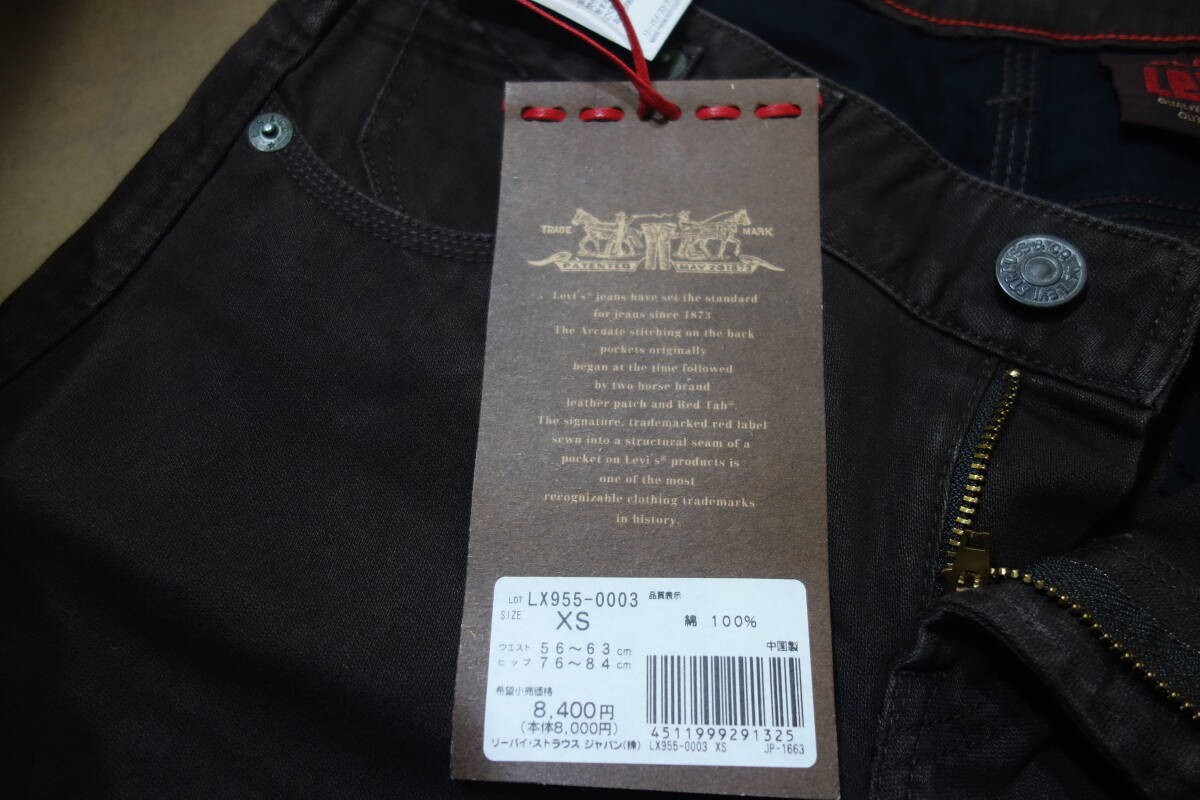 TRADE MARK
PATENTED MAY 20 1873
Levi's® jeans have set the standard
for jeans since 1873.
The Arcuate stitching on the back
pockets originally
began at the time followed
by two horse brand
leather patch and Red Tab®.
The signature, trademarked red label
sewn into a structural seam of a
pocket on Levi's® products is
one of the most
recognizable clothing trademarks
in history.
LOT LX955-0003 品質表示
SIZE XS 綿 100%
ウエスト 56～63 cm 中国製
ヒップ 76～84 cm
希望小売価格
8,400円
(本体8,000円)
4511999291325
リーバイ・ストラウス ジャパン(株) LX955-0003 XS JP-1663
LEVI STRAUSS & CO.